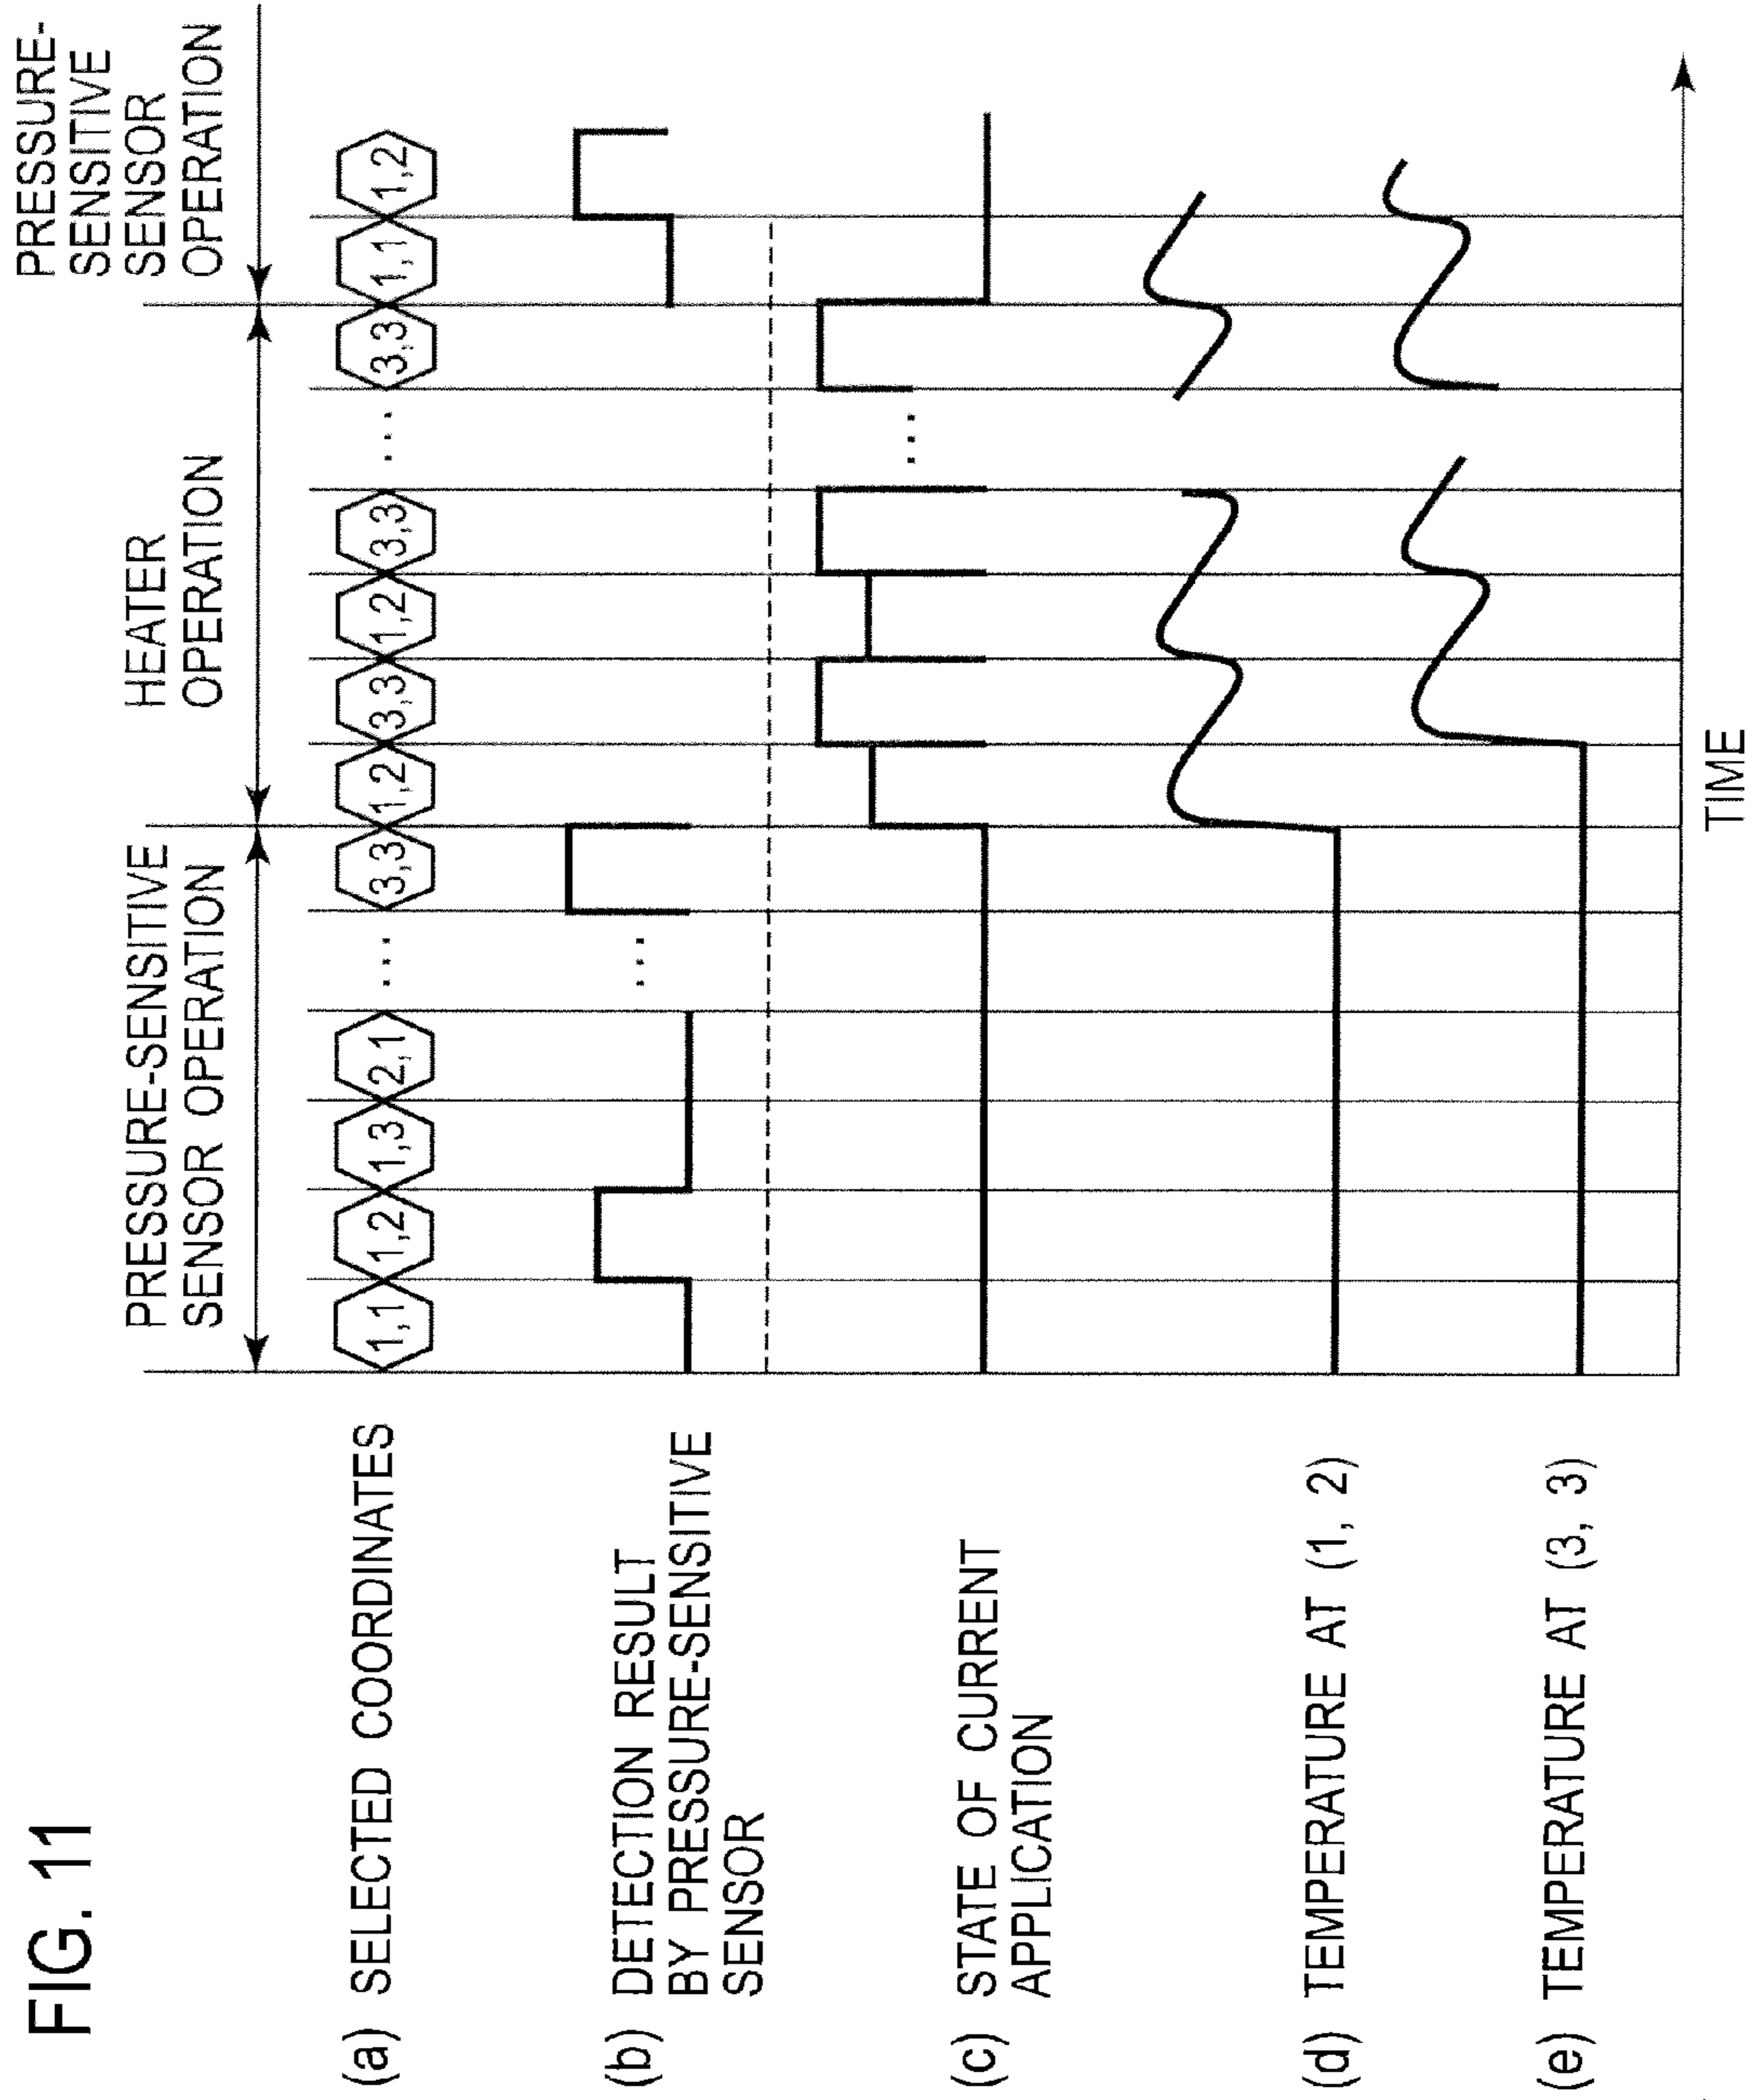 FIG. 11
PRESSURE-SENSITIVE
SENSOR OPERATION
HEATER
OPERATION
PRESSURE-
SENSITIVE
SENSOR
OPERATION
(a) SELECTED COORDINATES
1,1 1,2 1,3 2,1 ... 3,3 1,2 3,3 1,2 3,3 ... 3,3 1,1 1,2
(b) DETECTION RESULT
BY PRESSURE-SENSITIVE
SENSOR
...
(c) STATE OF CURRENT
APPLICATION
...
(d) TEMPERATURE AT (1, 2)
(e) TEMPERATURE AT (3, 3)
TIME